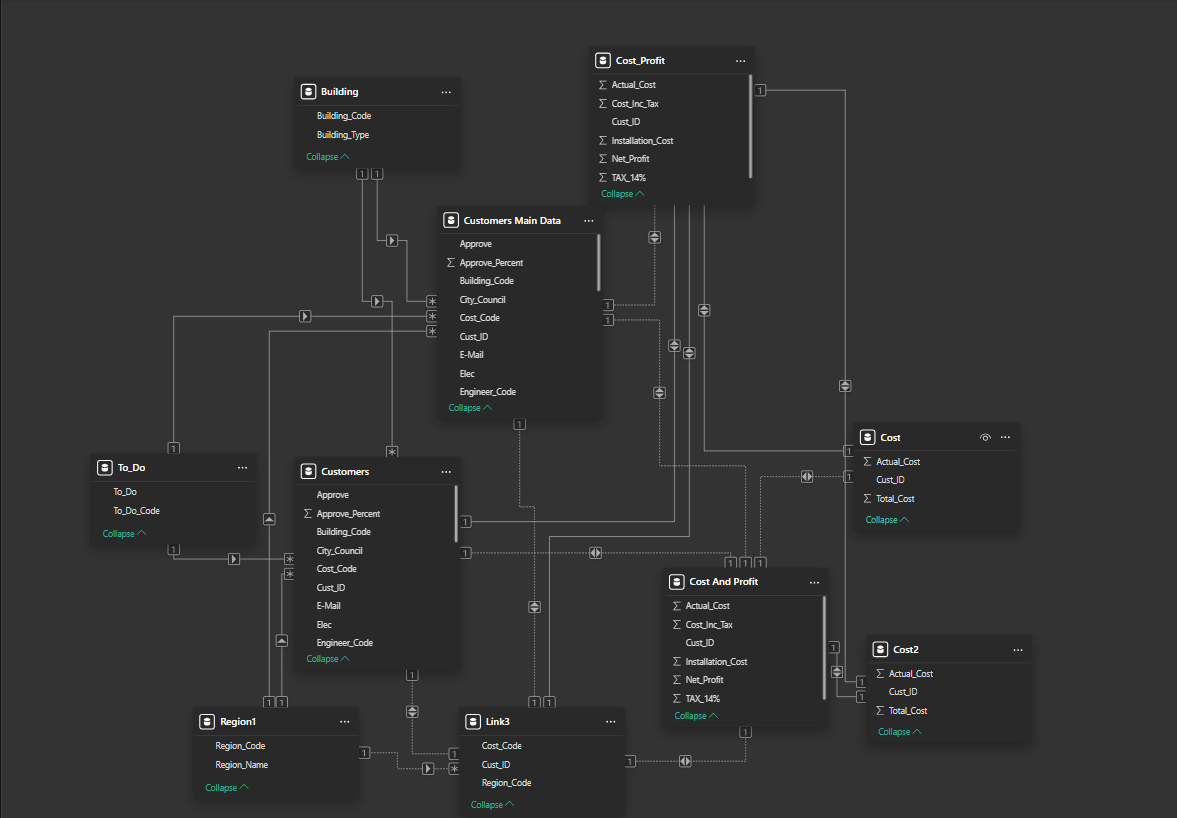 Cost_Profit
Actual_Cost
Cost_Inc_Tax
Cust_ID
Installation_Cost
Net_Profit
TAX_14%
Collapse
Building
Building_Code
Building_Type
Collapse
Customers Main Data
Approve
Approve_Percent
Building_Code
City_Council
Cost_Code
Cust_ID
E-Mail
Elec
Engineer_Code
Collapse
Cost
Actual_Cost
Cust_ID
Total_Cost
Collapse
To_Do
To_Do
To_Do_Code
Collapse
Customers
Approve
Approve_Percent
Building_Code
City_Council
Cost_Code
Cust_ID
E-Mail
Elec
Engineer_Code
Collapse
Cost And Profit
Actual_Cost
Cost_Inc_Tax
Cust_ID
Installation_Cost
Net_Profit
TAX_14%
Collapse
Cost2
Actual_Cost
Cust_ID
Total_Cost
Collapse
Region1
Region_Code
Region_Name
Collapse
Link3
Cost_Code
Cust_ID
Region_Code
Collapse